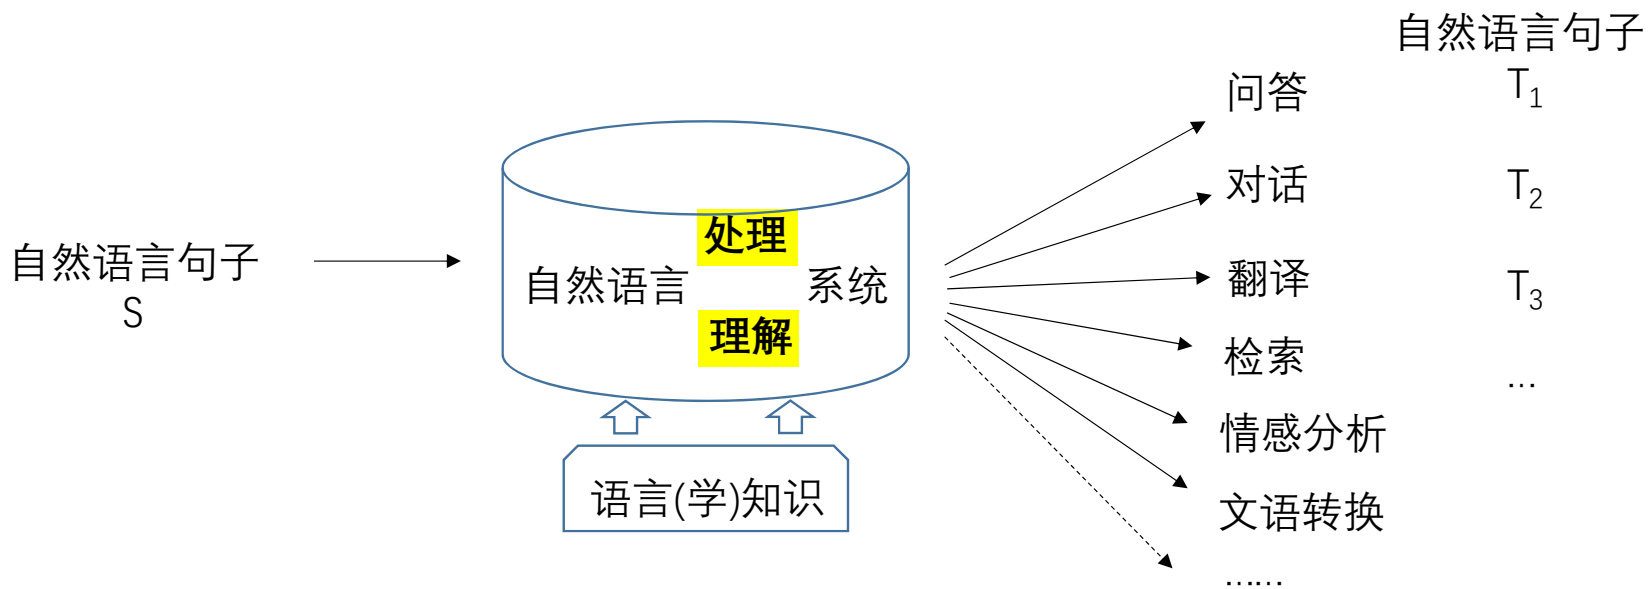 自然语言句子
S
处理
自然语言 系统
理解
语言(学)知识
自然语言句子
问答 T1
对话 T2
翻译 T3
检索 ...
情感分析
文语转换
……